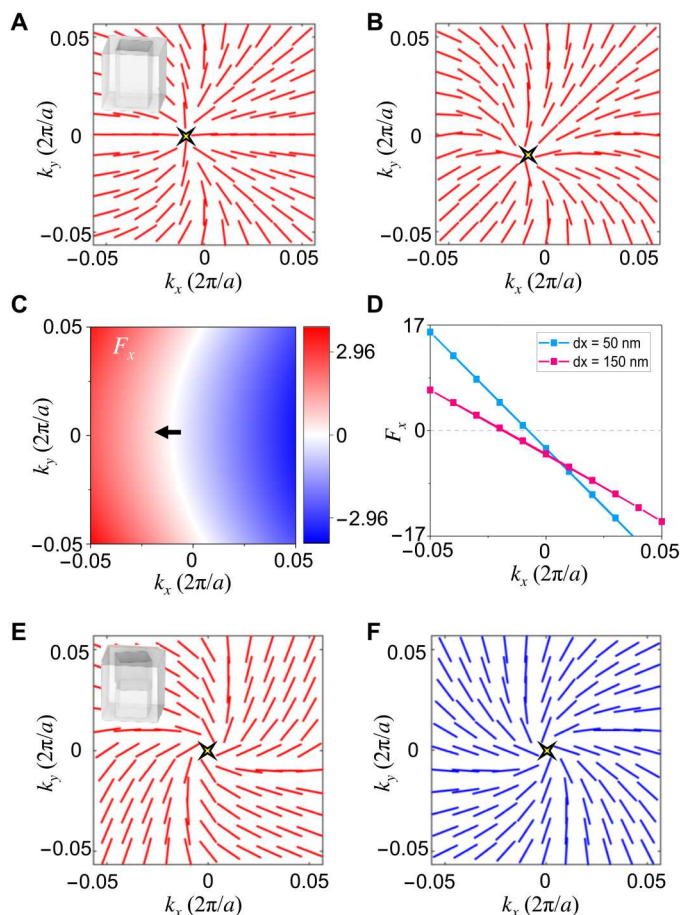 A
0.05
k_y (2π/a)
0
−0.05
−0.05
0
0.05
k_x (2π/a)
B
0.05
k_y (2π/a)
0
−0.05
−0.05
0
0.05
k_x (2π/a)
C
0.05
F_x
k_y (2π/a)
0
−0.05
−0.05
0
0.05
k_x (2π/a)
2.96
0
−2.96
D
17
F_x
0
−17
dx = 50 nm
dx = 150 nm
−0.05
0
0.05
k_x (2π/a)
E
0.05
k_y (2π/a)
0
−0.05
−0.05
0
0.05
k_x (2π/a)
F
0.05
k_y (2π/a)
0
−0.05
−0.05
0
0.05
k_x (2π/a)